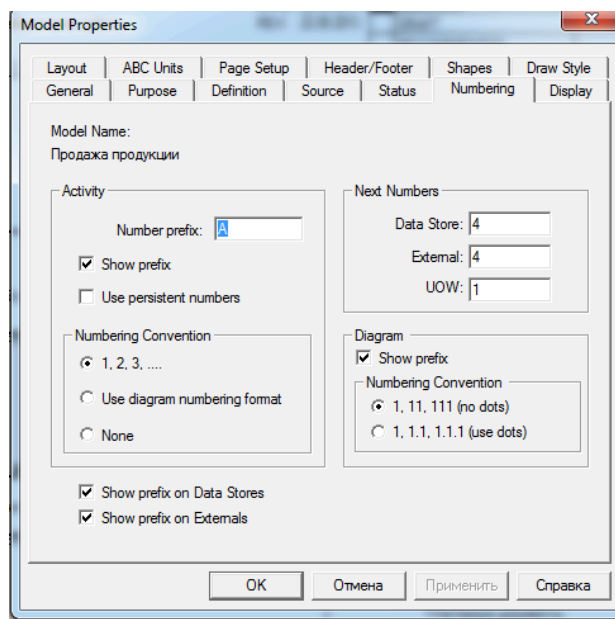 Model Properties
Layout ABC Units Page Setup Header/Footer Shapes Draw Style
General Purpose Definition Source Status Numbering Display
Model Name:
Продажа продукции
Activity
Number prefix: A
Show prefix
Use persistent numbers
Numbering Convention
1, 2, 3, ....
Use diagram numbering format
None
Next Numbers
Data Store: 4
External: 4
UOW: 1
Diagram
Show prefix
Numbering Convention
1, 11, 111 (no dots)
1, 1.1, 1.1.1 (use dots)
Show prefix on Data Stores
Show prefix on Externals
OK Отмена Применить Справка